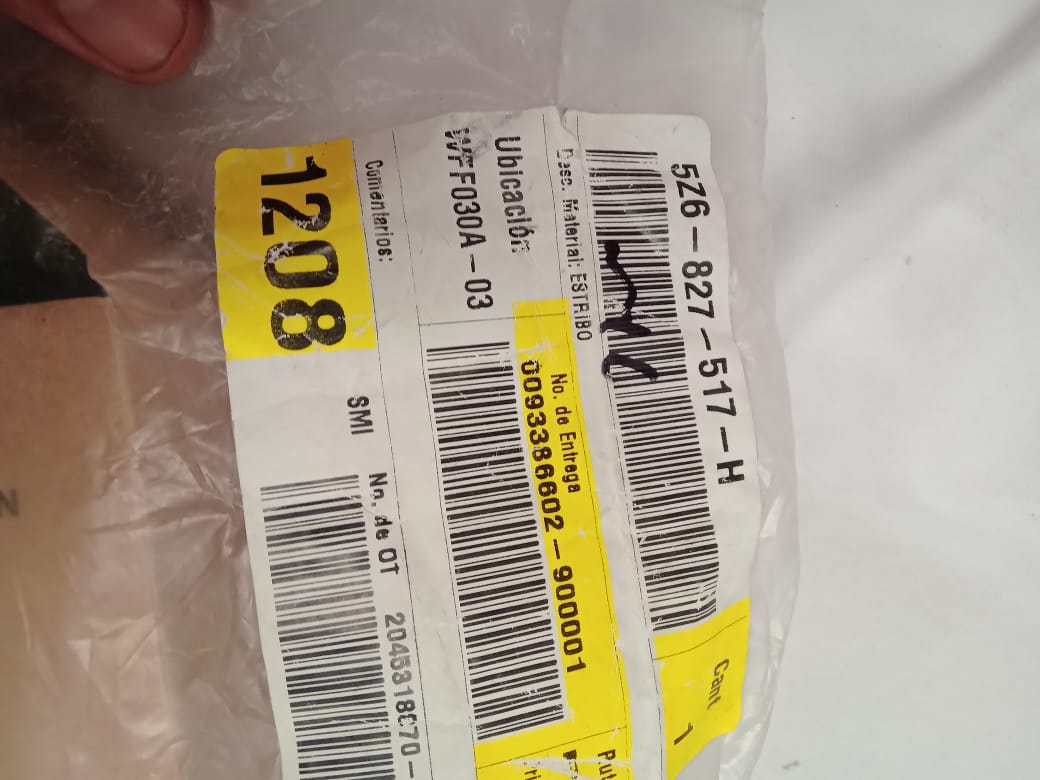 5Z6-827-517-H
Cant
1
Desc. Material: ESTRIBO
No. de Entrega
0093386602-900001
Ubicación
WFF030A-03
Comentarios:
1208
SMI
No. de OT